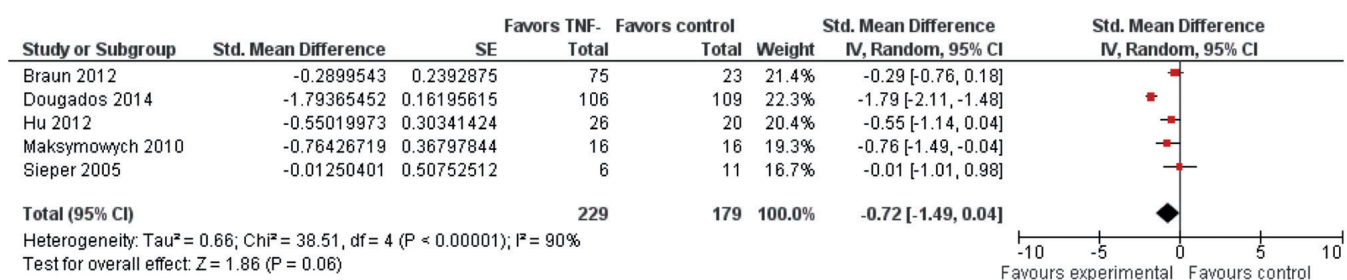 Favors TNF- Favors control Std. Mean Difference Std. Mean Difference
Study or Subgroup Std. Mean Difference SE Total Total Weight IV, Random, 95% CI IV, Random, 95% CI
Braun 2012 -0.2899543 0.2392875 75 23 21.4% -0.29 [-0.76, 0.18]
Dougados 2014 -1.79365452 0.16195615 106 109 22.3% -1.79 [-2.11, -1.48]
Hu 2012 -0.55019973 0.30341424 26 20 20.4% -0.55 [-1.14, 0.04]
Maksymowych 2010 -0.76426719 0.36797844 16 16 19.3% -0.76 [-1.49, -0.04]
Sieper 2005 -0.01250401 0.50752512 6 11 16.7% -0.01 [-1.01, 0.98]
Total (95% CI) 229 179 100.0% -0.72 [-1.49, 0.04]
Heterogeneity: Tau² = 0.66; Chi² = 38.51, df = 4 (P < 0.00001); I² = 90%
Test for overall effect: Z = 1.86 (P = 0.06)
-10 -5 0 5 10
Favours experimental Favours control